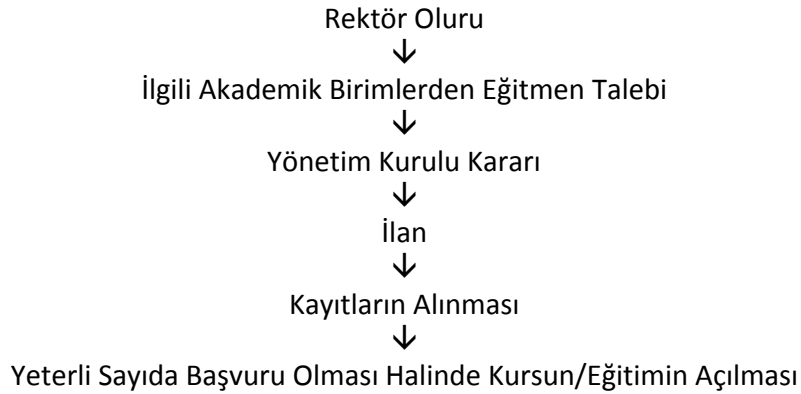 Rektör Oluru
↓
İlgili Akademik Birimlerden Eğitmen Talebi
↓
Yönetim Kurulu Kararı
↓
İlan
↓
Kayıtların Alınması
↓
Yeterli Sayıda Başvuru Olması Halinde Kursun/Eğitimin Açılması